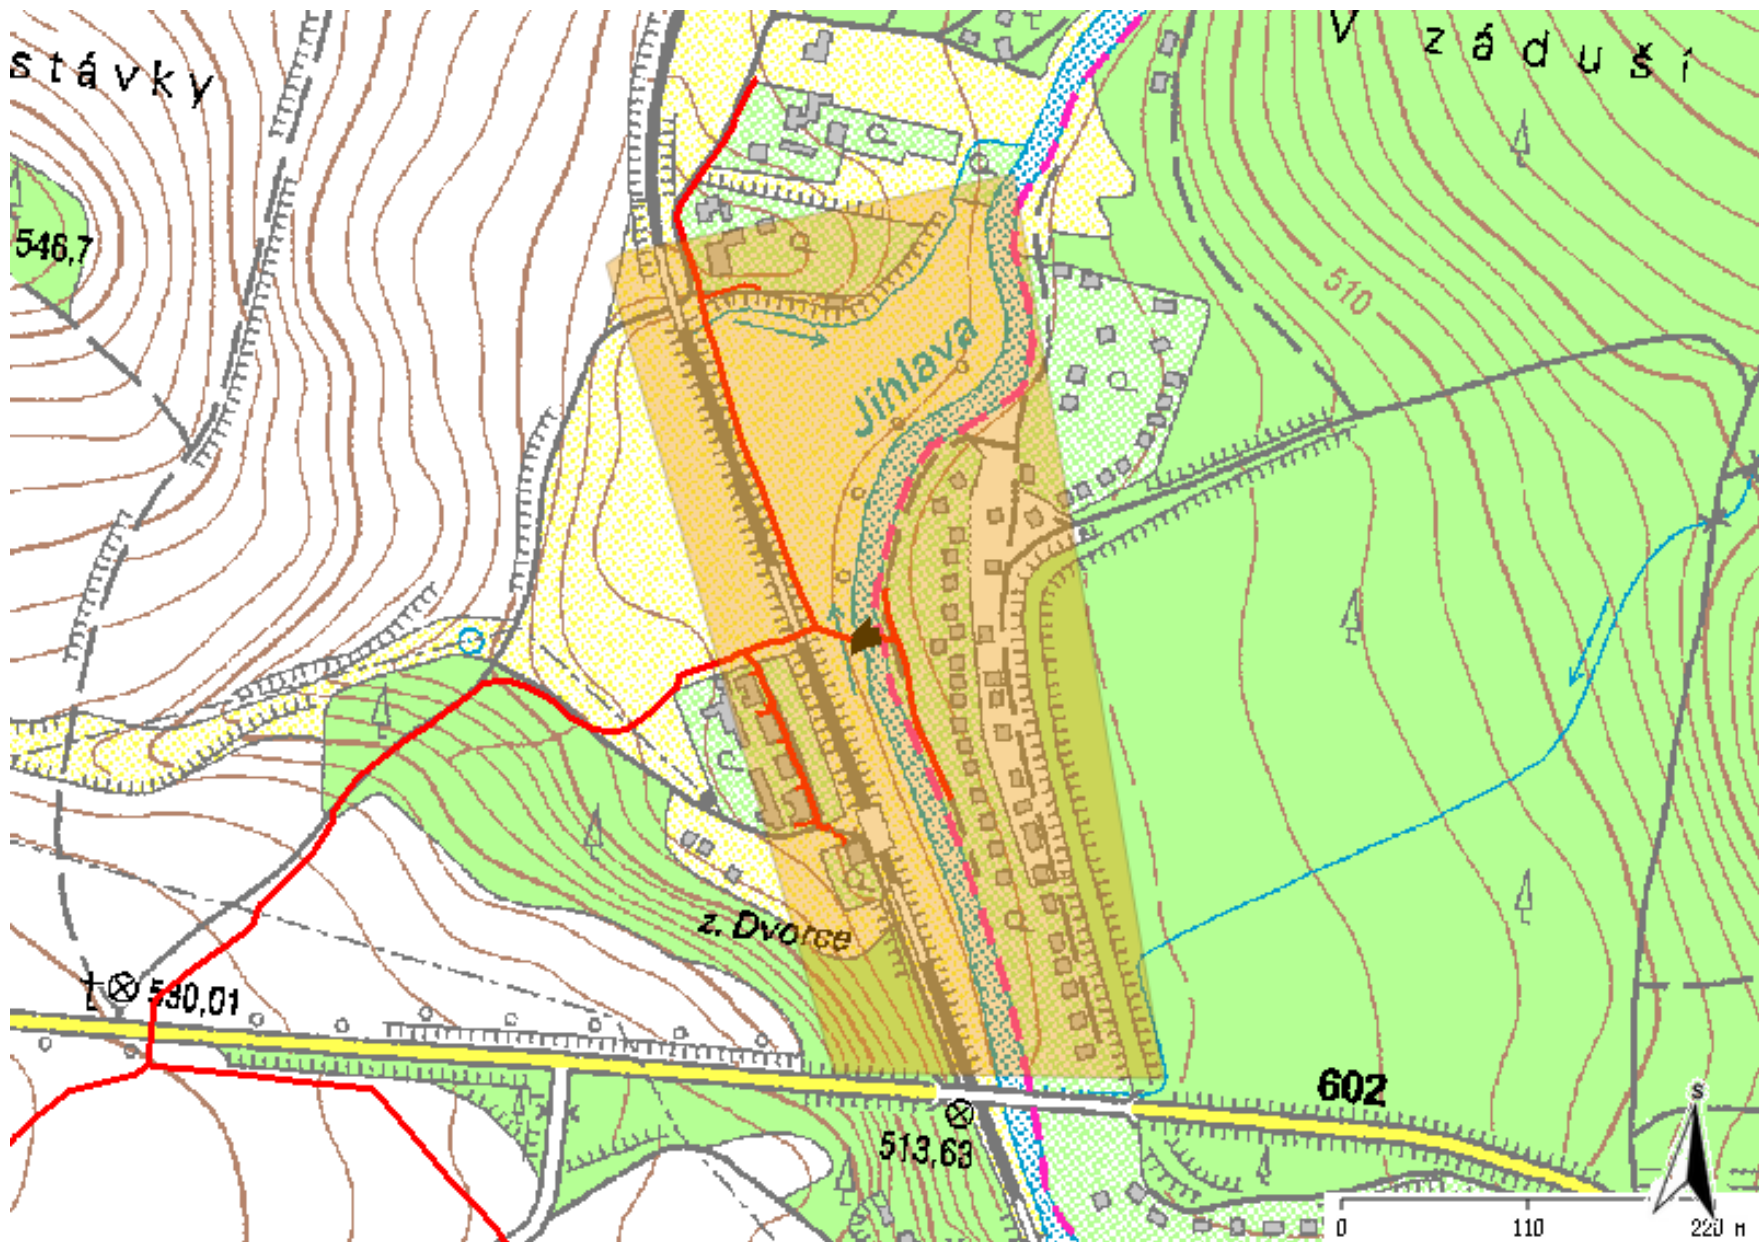 stávky
V záduší
546,7
510
Jihlava
z. Dvorce
530,01
602
513,63
S
0 110 220 M